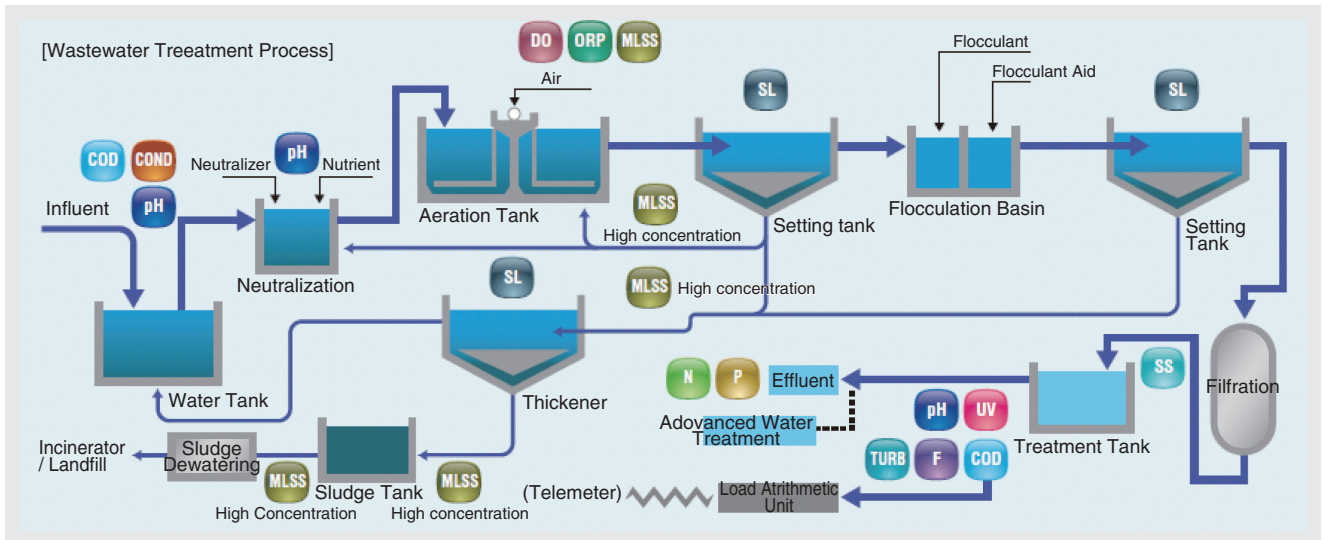 [Wastewater Treeatment Process]
DO
ORP
MLSS
Air
Flocculant
Flocculant Aid
SL
SL
COD
COND
pH
Influent
Neutralizer
pH
Nutrient
Neutralization
Aeration Tank
MLSS
High concentration
Setting tank
Flocculation Basin
Setting
Tank
SL
MLSS
High concentration
Water Tank
Thickener
N
P
Effluent
Adovanced Water
Treatment
SS
Filfration
pH
UV
Treatment Tank
TURB
F
COD
Incinerator
/ Landfill
Sludge
Dewatering
MLSS
High Concentration
Sludge Tank
MLSS
High concentration
(Telemeter)
Load Atrithmetic
Unit